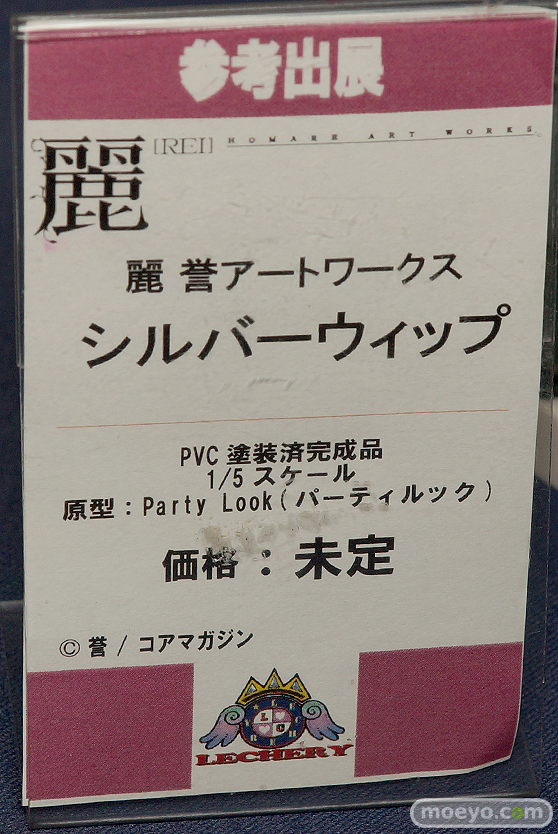 参考出展
麗 [REI] HOMARE ART WORKS
麗 誉アートワークス
シルバーウィップ
PVC 塗装済完成品
1/5 スケール
原型：Party Look(パーティルック)
価格：未定
© 誉 / コアマガジン
LECHERY
moeyo.com